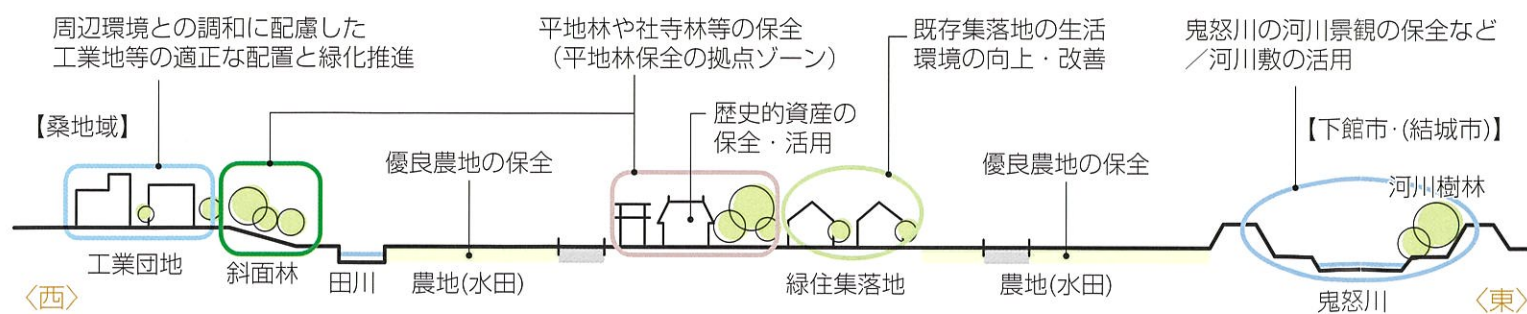 周辺環境との調和に配慮した
工業地等の適正な配置と緑化推進
平地林や社寺林等の保全
（平地林保全の拠点ゾーン）
既存集落地の生活
環境の向上・改善
鬼怒川の河川景観の保全など
／河川敷の活用
【桑地域】
歴史的資産の
保全・活用
【下館市・(結城市)】
優良農地の保全
優良農地の保全
河川樹林
工業団地
斜面林
田川
農地(水田)
緑住集落地
農地(水田)
鬼怒川
〈西〉
〈東〉